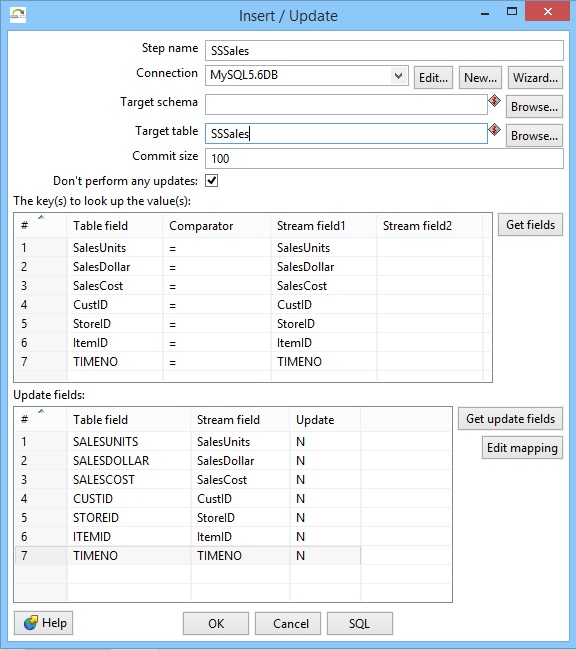 Insert / Update
Step name SSSales
Connection MySQL5.6DB Edit... New... Wizard...
Target schema Browse...
Target table SSSales Browse...
Commit size 100
Don't perform any updates:
The key(s) to look up the value(s):
# Table field Comparator Stream field1 Stream field2 Get fields
1 SalesUnits = SalesUnits
2 SalesDollar = SalesDollar
3 SalesCost = SalesCost
4 CustID = CustID
5 StoreID = StoreID
6 ItemID = ItemID
7 TIMENO = TIMENO
Update fields:
# Table field Stream field Update Get update fields
1 SALESUNITS SalesUnits N Edit mapping
2 SALESDOLLAR SalesDollar N
3 SALESCOST SalesCost N
4 CUSTID CustID N
5 STOREID StoreID N
6 ITEMID ItemID N
7 TIMENO TIMENO N
Help OK Cancel SQL